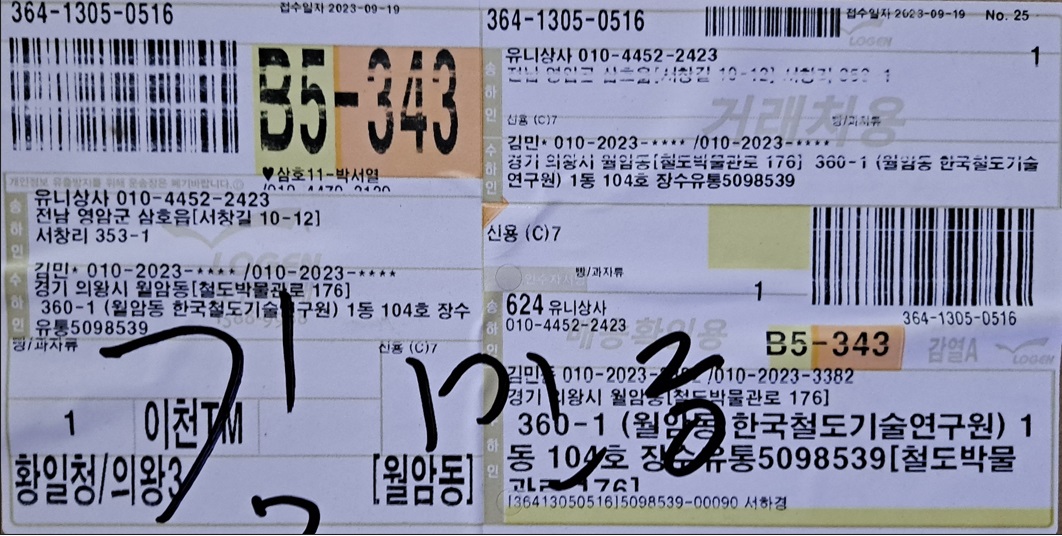 364-1305-0516
접수일자 2023-09-19
B5-343
♥삼호11-박서열
개인정보 유출방지를 위해 운송장은 폐기바랍니다.
송하인
유니상사 010-4452-2423
전남 영암군 삼호읍[서창길 10-12]
서창리 353-1
LOGEN
수하인
김민* 010-2023-**** /010-2023-****
경기 의왕시 월암동[철도박물관로 176]
360-1 (월암동 한국철도기술연구원) 1동 104호 장수
유통5098539
빵/과자류
신용 (C)7
1
이천TM
황일청/의왕3
[월암동]
김민중
364-1305-0516
접수일자 2023-09-19 No. 25
LOGEN
1
송하인
유니상사 010-4452-2423
전남 영암군 삼호읍[서창길 10-12] 서창리 353-1
신용 (C)7
빵/과자류
수하인
김민* 010-2023-**** /010-2023-****
경기 의왕시 월암동[철도박물관로 176] 360-1 (월암동 한국철도기술
연구원) 1동 104호 장수유통5098539
신용 (C)7
인수자서명
빵/과자류
1
364-1305-0516
송하인
624 유니상사
010-4452-2423
배송확인용
B5-343
감열A
LOGEN
수하인
010-2023-3382 /010-2023-3382
경기 의왕시 월암동[철도박물관로 176]
360-1 (월암동 한국철도기술연구원) 1
동 104호 장수유통5098539[철도박물
관로 176]
[36413050516]5098539-00090 서하경